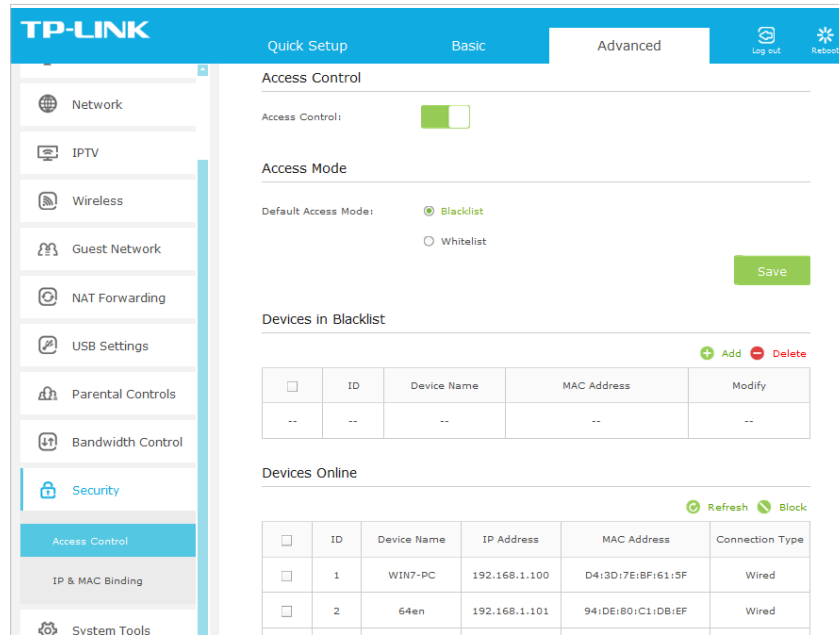 TP-LINK
Quick Setup
Basic
Advanced
Log out
Reboot
Network
IPTV
Wireless
Guest Network
NAT Forwarding
USB Settings
Parental Controls
Bandwidth Control
Security
Access Control
IP & MAC Binding
System Tools
Access Control
Access Control:
Access Mode
Default Access Mode: Blacklist
Whitelist
Save
Devices in Blacklist
Add Delete
ID Device Name MAC Address Modify
-- -- -- -- --
Devices Online
Refresh Block
ID Device Name IP Address MAC Address Connection Type
1 WIN7-PC 192.168.1.100 D4:3D:7E:BF:61:5F Wired
2 64en 192.168.1.101 94:DE:80:C1:DB:EF Wired